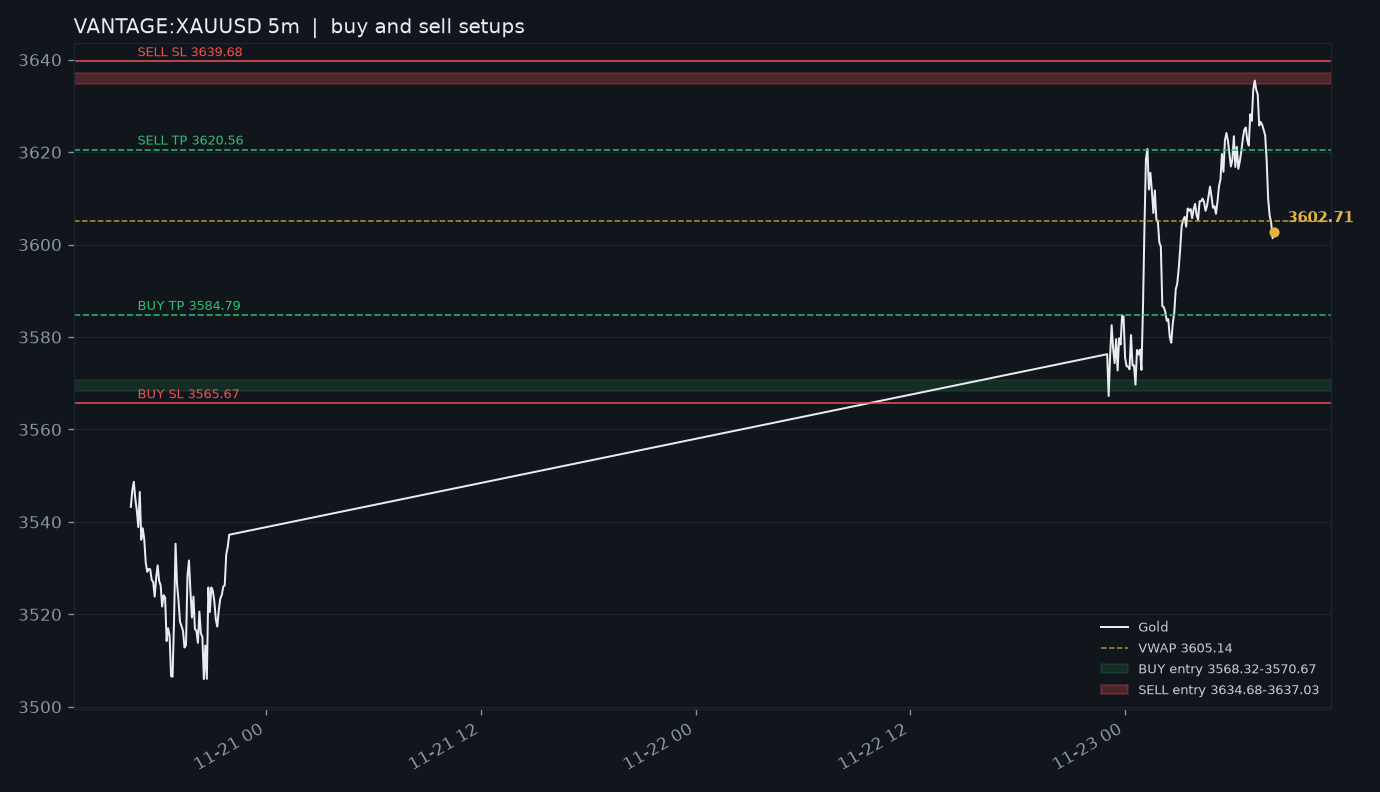 VANTAGE:XAUUSD 5m | buy and sell setups
3640
3620
3600
3580
3560
3540
3520
3500
SELL SL 3639.68
SELL TP 3620.56
3602.71
BUY TP 3584.79
BUY SL 3565.67
Gold
VWAP 3605.14
BUY entry 3568.32-3570.67
SELL entry 3634.68-3637.03
11-21 00
11-21 12
11-22 00
11-22 12
11-23 00